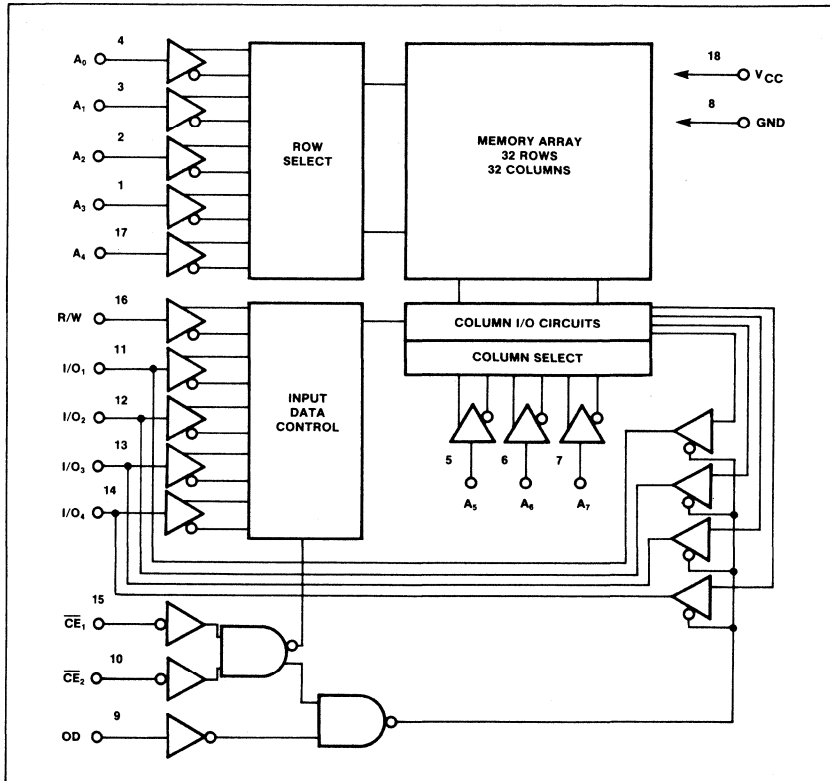 4
A₀
3
A₁
2
A₂
1
A₃
17
A₄
ROW
SELECT
MEMORY ARRAY
32 ROWS
32 COLUMNS
18
VCC
8
GND
16
R/W
11
I/O₁
12
I/O₂
13
I/O₃
14
I/O₄
INPUT
DATA
CONTROL
COLUMN I/O CIRCUITS
COLUMN SELECT
5
6
7
A₅
A₆
A₇
15
C̅E̅₁
10
C̅E̅₂
9
OD